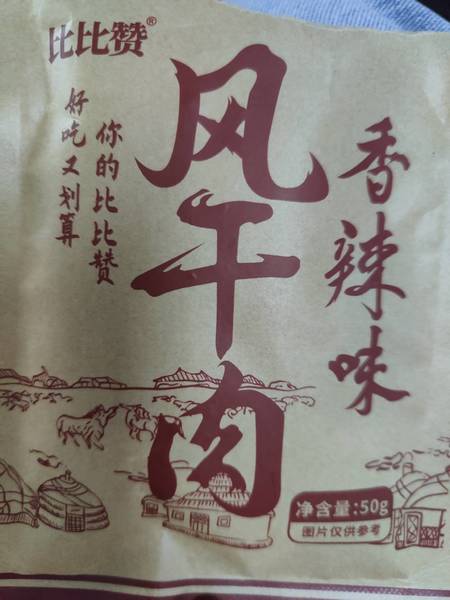 比比赞®
好吃又划算
你的比比赞
风干肉
香辣味
净含量:50g
图片仅供参考